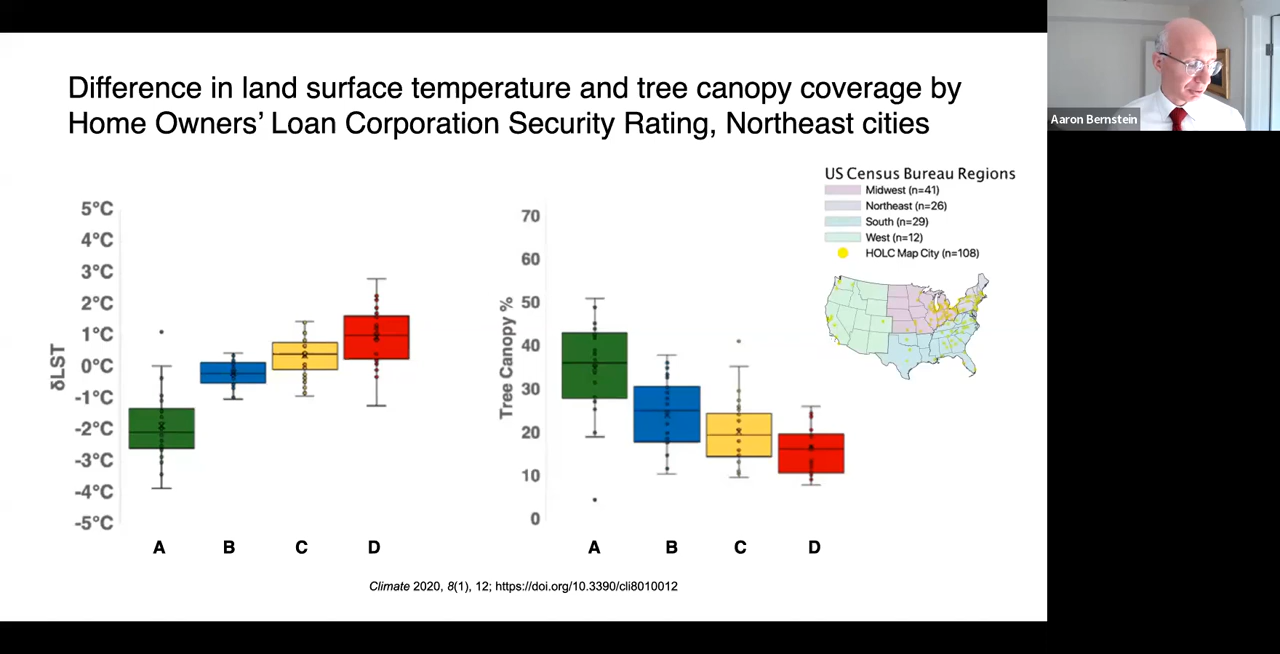 Difference in land surface temperature and tree canopy coverage by
Home Owners' Loan Corporation Security Rating, Northeast cities
Aaron Bernstein
US Census Bureau Regions
Midwest (n=41)
Northeast (n=26)
South (n=29)
West (n=12)
HOLC Map City (n=108)
δLST
5°C
4°C
3°C
2°C
1°C
0°C
-1°C
-2°C
-3°C
-4°C
-5°C
A
B
C
D
Tree Canopy %
70
60
50
40
30
20
10
0
A
B
C
D
Climate 2020, 8(1), 12; https://doi.org/10.3390/cli8010012